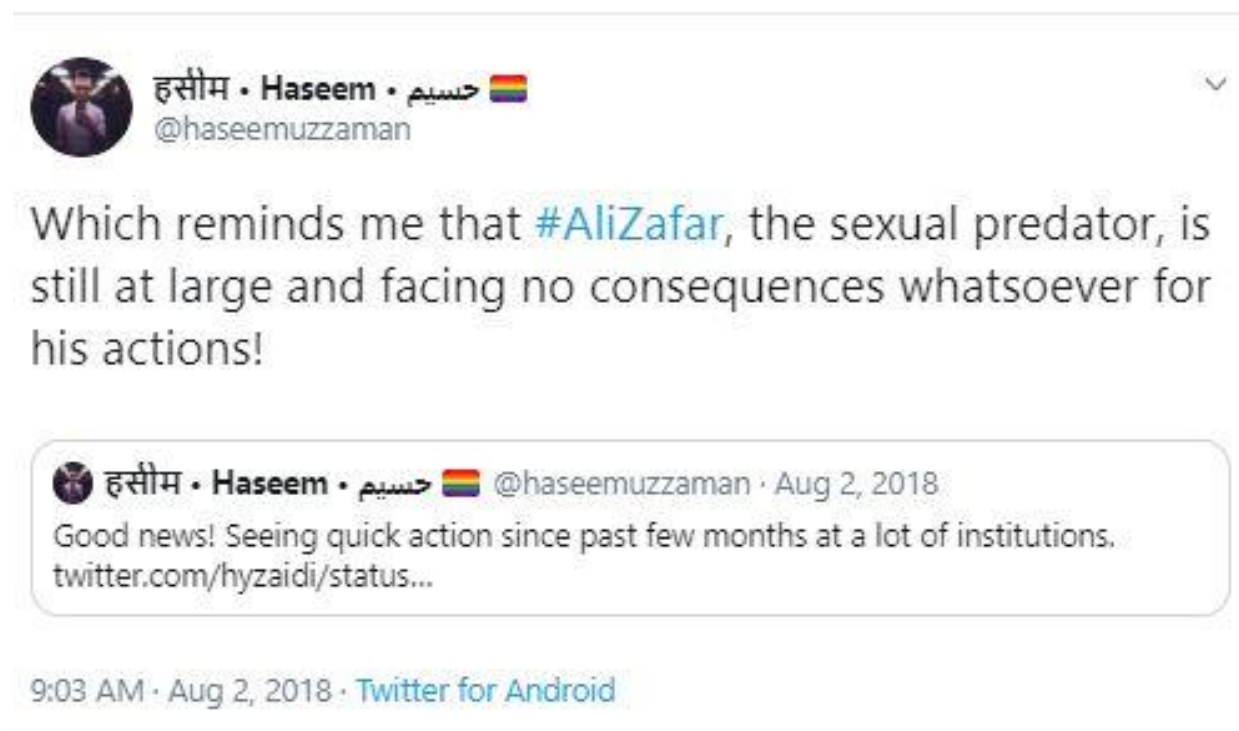 हसीम • Haseem • حسيم
@haseemuzzaman
Which reminds me that #AliZafar, the sexual predator, is
still at large and facing no consequences whatsoever for
his actions!
हसीम • Haseem • حسيم @haseemuzzaman · Aug 2, 2018
Good news! Seeing quick action since past few months at a lot of institutions.
twitter.com/hyzaidi/status...
9:03 AM · Aug 2, 2018 · Twitter for Android